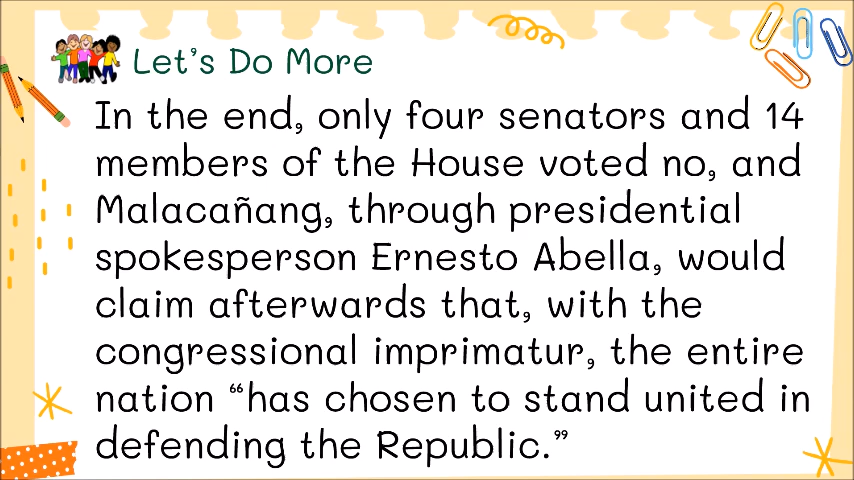 Let's Do More
In the end, only four senators and 14
members of the House voted no, and
Malacañang, through presidential
spokesperson Ernesto Abella, would
claim afterwards that, with the
congressional imprimatur, the entire
nation “has chosen to stand united in
defending the Republic.”